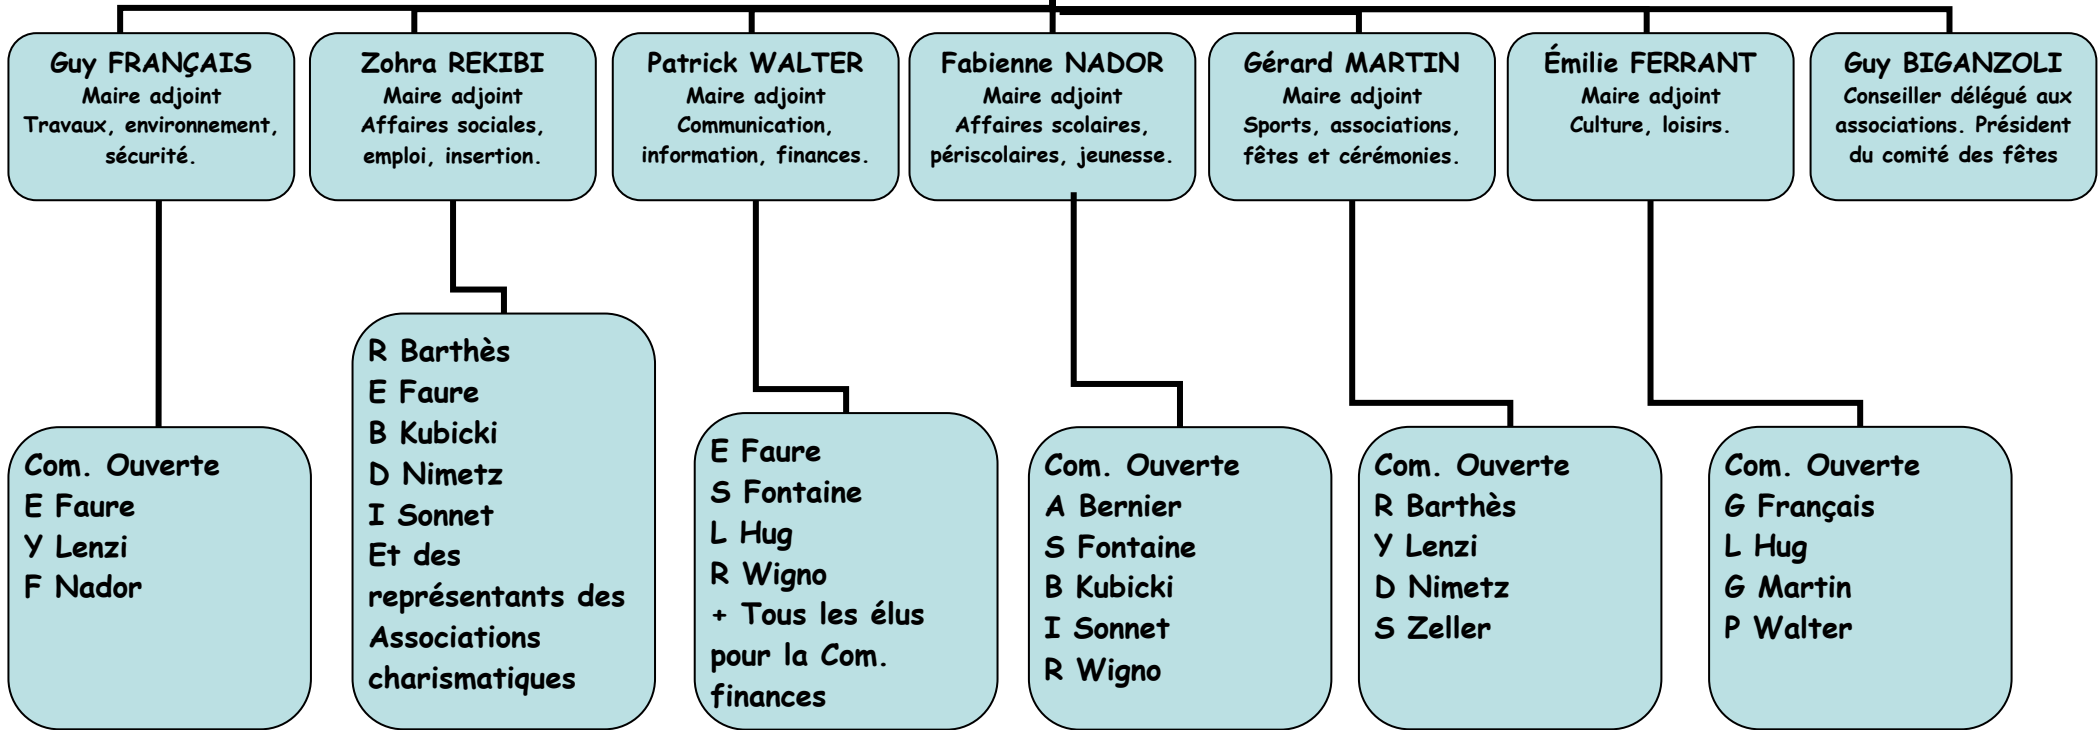 Guy FRANÇAIS
Maire adjoint
Travaux, environnement,
sécurité.
Zohra REKIBI
Maire adjoint
Affaires sociales,
emploi, insertion.
Patrick WALTER
Maire adjoint
Communication,
information, finances.
Fabienne NADOR
Maire adjoint
Affaires scolaires,
périscolaires, jeunesse.
Gérard MARTIN
Maire adjoint
Sports, associations,
fêtes et cérémonies.
Émilie FERRANT
Maire adjoint
Culture, loisirs.
Guy BIGANZOLI
Conseiller délégué aux
associations. Président
du comité des fêtes
Com. Ouverte
E Faure
Y Lenzi
F Nador
R Barthès
E Faure
B Kubicki
D Nimetz
I Sonnet
Et des
représentants des
Associations
charismatiques
E Faure
S Fontaine
L Hug
R Wigno
+ Tous les élus
pour la Com.
finances
Com. Ouverte
A Bernier
S Fontaine
B Kubicki
I Sonnet
R Wigno
Com. Ouverte
R Barthès
Y Lenzi
D Nimetz
S Zeller
Com. Ouverte
G Français
L Hug
G Martin
P Walter